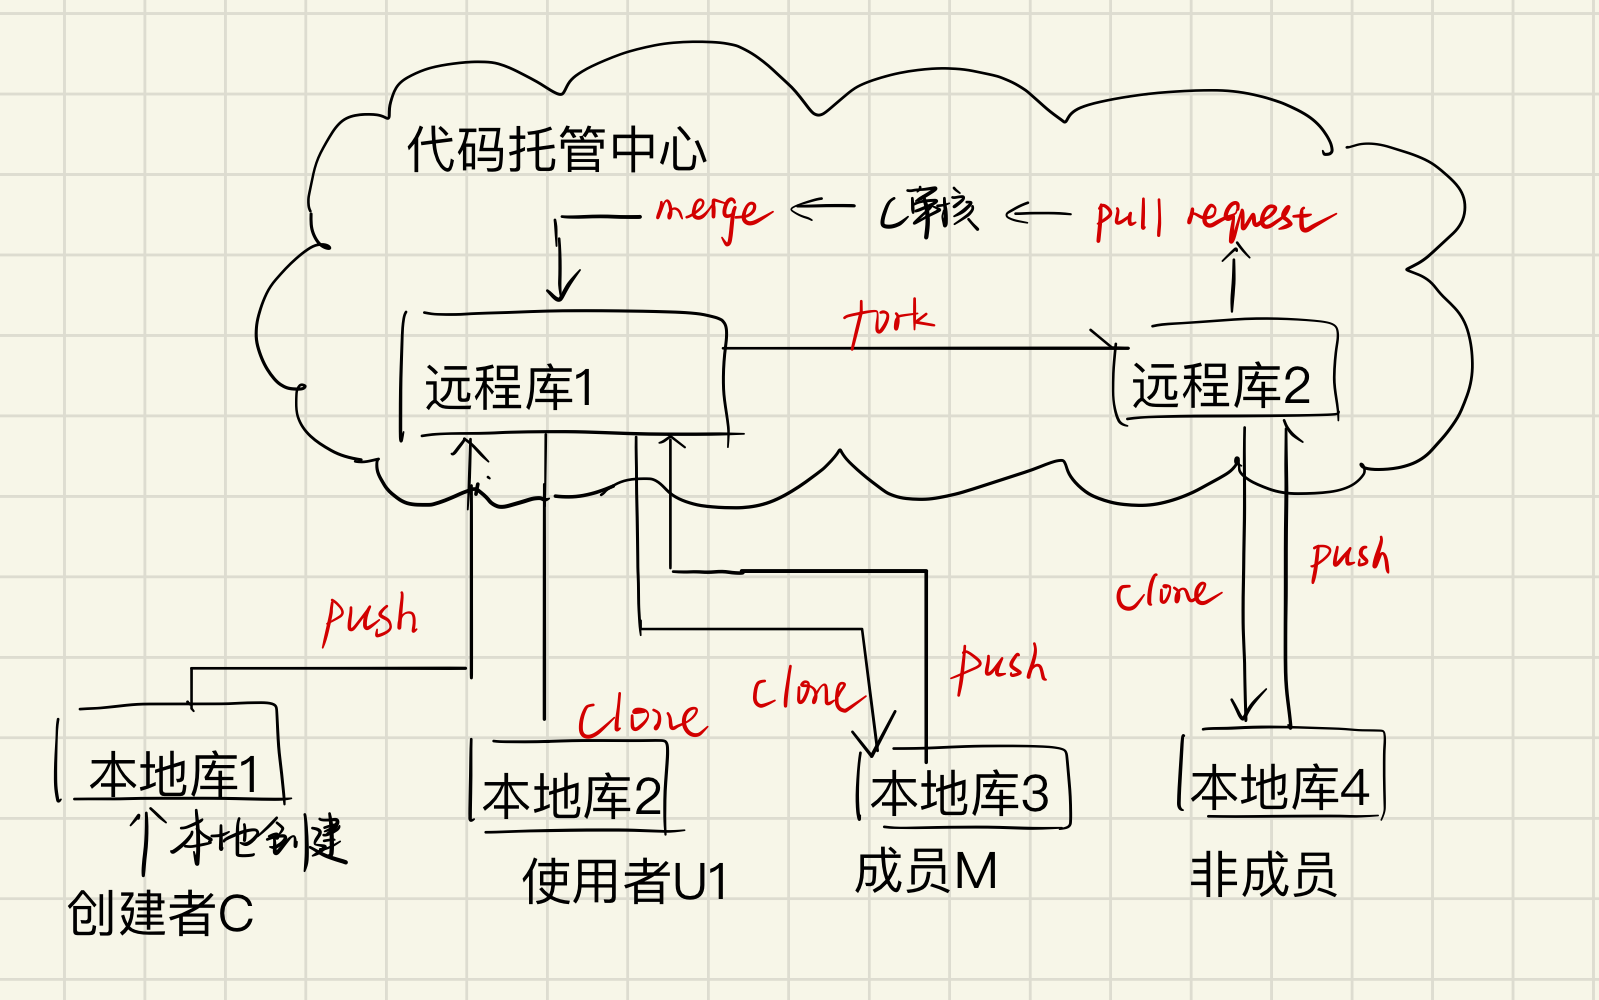 代码托管中心
merge
C审核
pull request
fork
远程库1
远程库2
push
clone
push
clone
clone
push
本地库1
本地库2
本地库3
本地库4
本地创建
创建者C
使用者U1
成员M
非成员